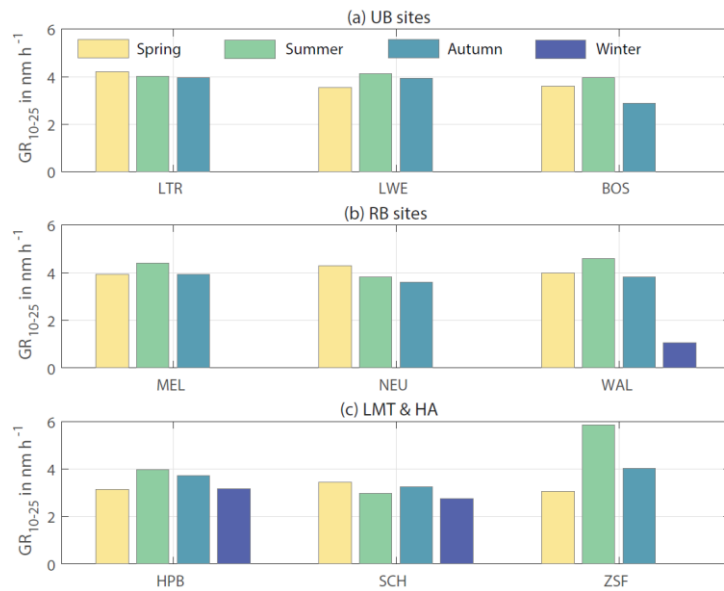 (a) UB sites
Spring Summer Autumn Winter
GR10-25 in nm h-1
6
4
2
0
LTR LWE BOS
(b) RB sites
GR10-25 in nm h-1
6
4
2
0
MEL NEU WAL
(c) LMT & HA
GR10-25 in nm h-1
6
4
2
0
HPB SCH ZSF